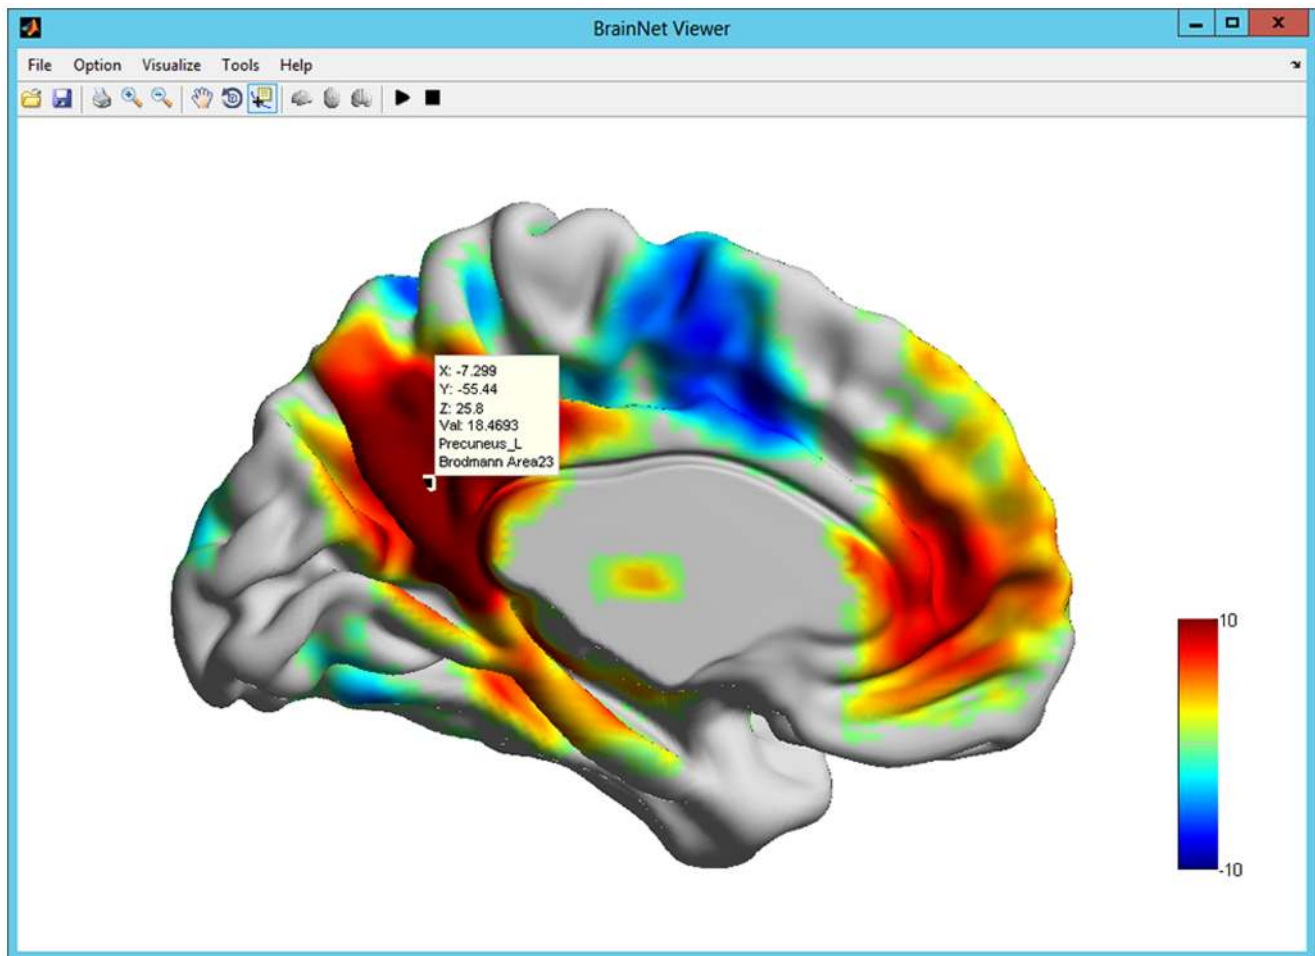 BrainNet Viewer
File Option Visualize Tools Help
X: -7.299
Y: -55.44
Z: 25.8
Val: 18.4693
Precuneus_L
Brodmann Area23
10
-10